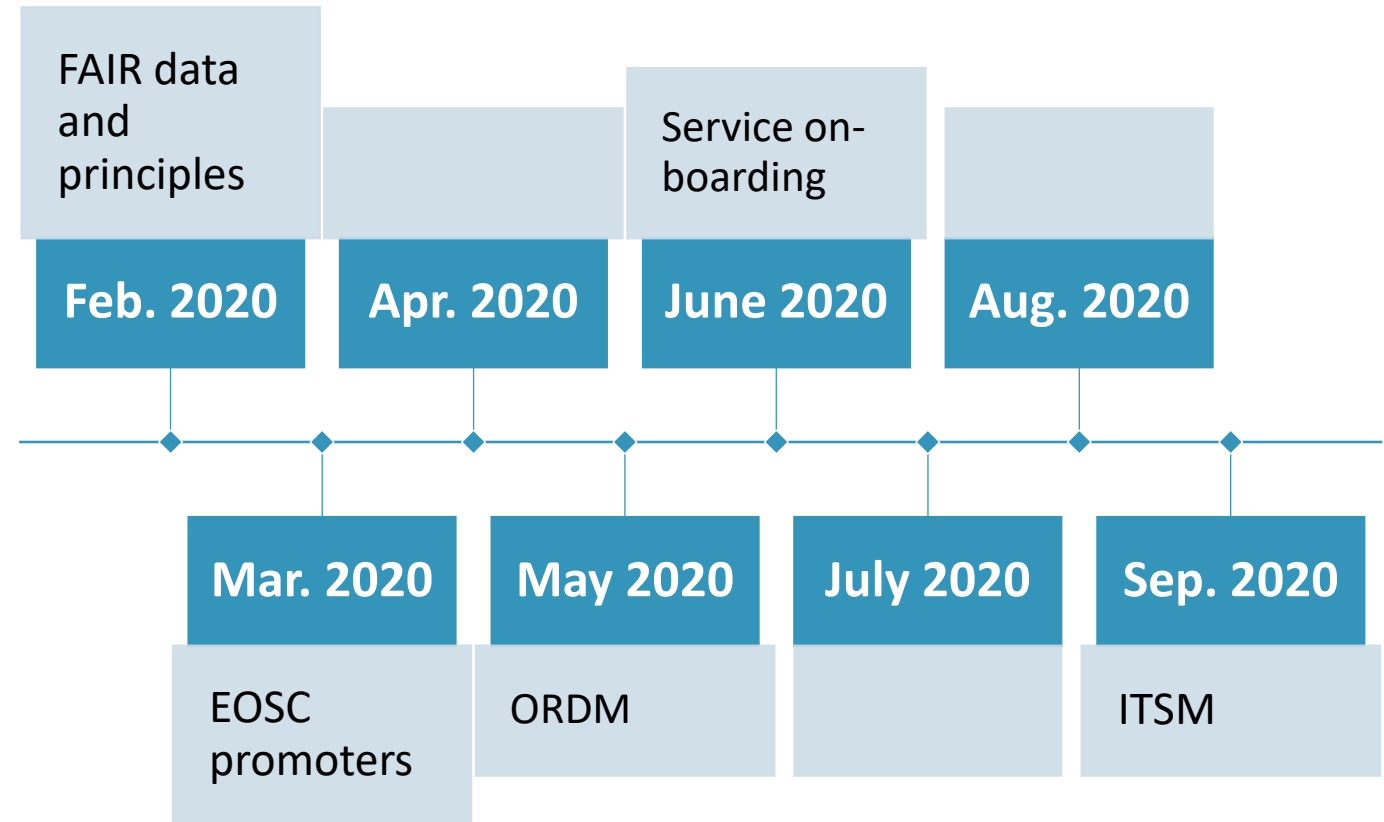 FAIR data
and
principles
Feb. 2020
Apr. 2020
Service on-
boarding
June 2020
Aug. 2020
Mar. 2020
EOSC
promoters
May 2020
ORDM
July 2020
Sep. 2020
ITSM